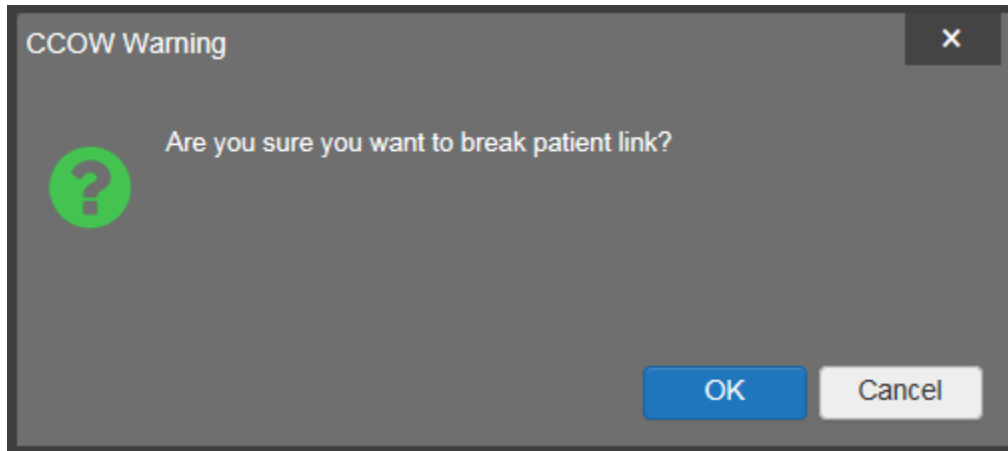 CCOW Warning
×
Are you sure you want to break patient link?
?
OK
Cancel